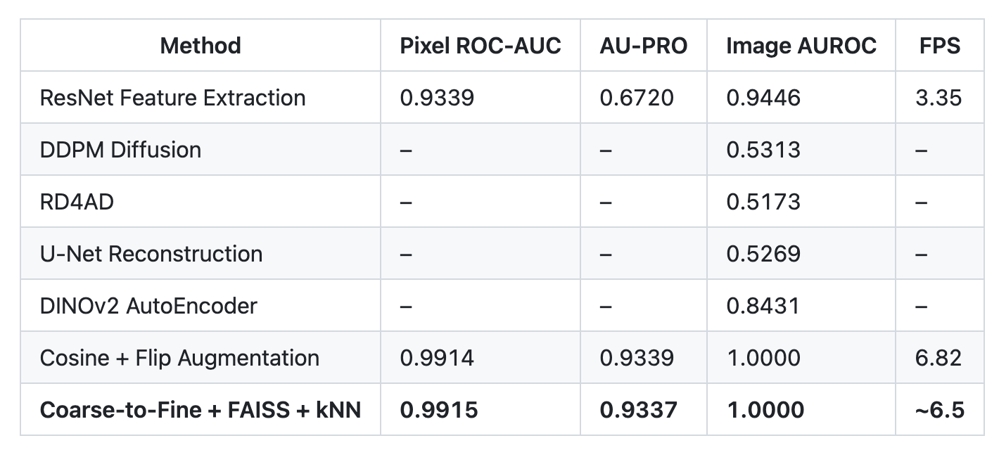 Method Pixel ROC-AUC AU-PRO Image AUROC FPS
ResNet Feature Extraction 0.9339 0.6720 0.9446 3.35
DDPM Diffusion – – 0.5313 –
RD4AD – – 0.5173 –
U-Net Reconstruction – – 0.5269 –
DINOv2 AutoEncoder – – 0.8431 –
Cosine + Flip Augmentation 0.9914 0.9339 1.0000 6.82
Coarse-to-Fine + FAISS + kNN 0.9915 0.9337 1.0000 ~6.5